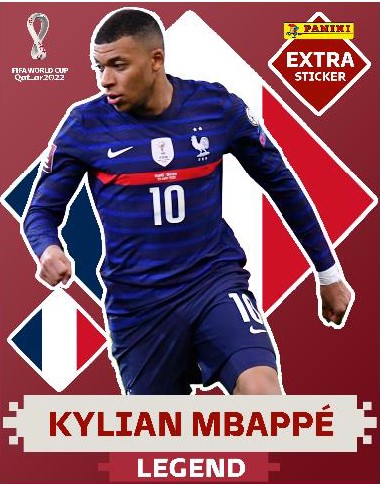 PANINI
EXTRA
STICKER
FIFA WORLD CUP
Qatar2022
10
10
KYLIAN MBAPPÉ
LEGEND